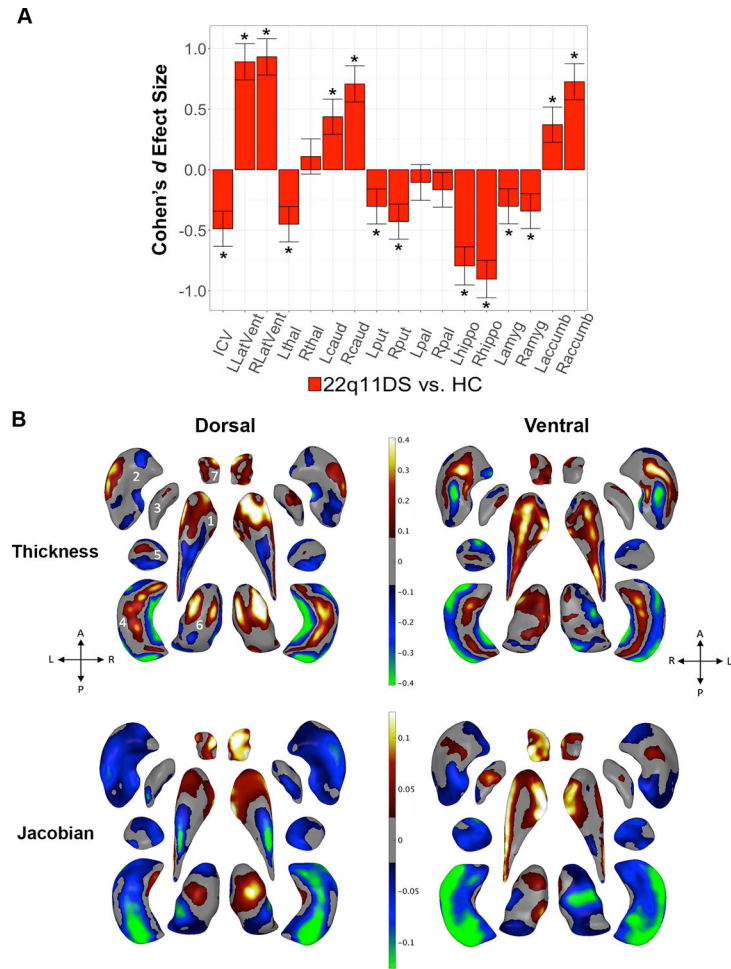 A
Cohen's d Efect Size
1.0
0.5
0.0
-0.5
-1.0
* * * * * * * * * * * * * *
ICV LLatVent RLatVent Lthal Rthal Lcaud Rcaud Lput Rput Lpal Rpal Lhippo Rhippo Lamyg Ramyg Laccumb Raccumb
22q11DS vs. HC
B
Dorsal Ventral
Thickness
2 7 3 1 5 4 6
0.4
0.3
0.2
0.1
0
-0.1
-0.2
-0.3
-0.4
A
L R
P
A
R L
P
Jacobian
0.1
0.05
0
-0.05
-0.1